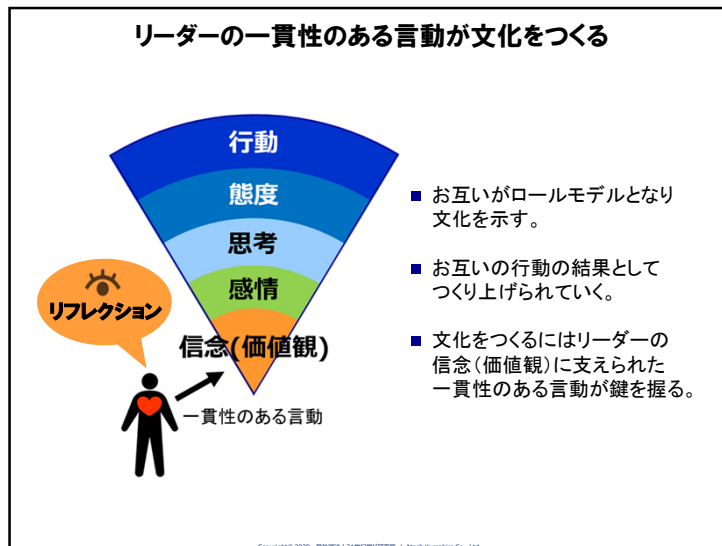 リーダーの一貫性のある言動が文化をつくる
行動
態度
思考
感情
信念(価値観)
リフレクション
一貫性のある言動
■ お互いがロールモデルとなり
文化を示す。
■ お互いの行動の結果として
つくり上げられていく。
■ 文化をつくるにはリーダーの
信念(価値観)に支えられた
一貫性のある言動が鍵を握る。